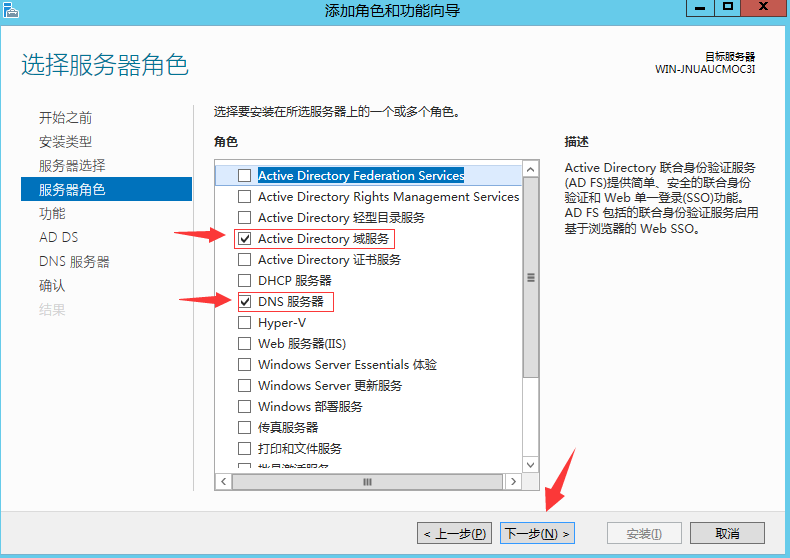 添加角色和功能向导
选择服务器角色
目标服务器
WIN-JNUAUCMOC3I
开始之前
安装类型
服务器选择
服务器角色
功能
AD DS
DNS 服务器
确认
结果
选择要安装在所选服务器上的一个或多个角色。
角色
Active Directory Federation Services
Active Directory Rights Management Services
Active Directory 轻型目录服务
Active Directory 域服务
Active Directory 证书服务
DHCP 服务器
DNS 服务器
Hyper-V
Web 服务器(IIS)
Windows Server Essentials 体验
Windows Server 更新服务
Windows 部署服务
传真服务器
打印和文件服务
批量激活服务
描述
Active Directory 联合身份验证服务
(AD FS)提供简单、安全的联合身份
验证和 Web 单一登录(SSO)功能。
AD FS 包括的联合身份验证服务启用
基于浏览器的 Web SSO。
< 上一步(P)
下一步(N) >
安装(I)
取消